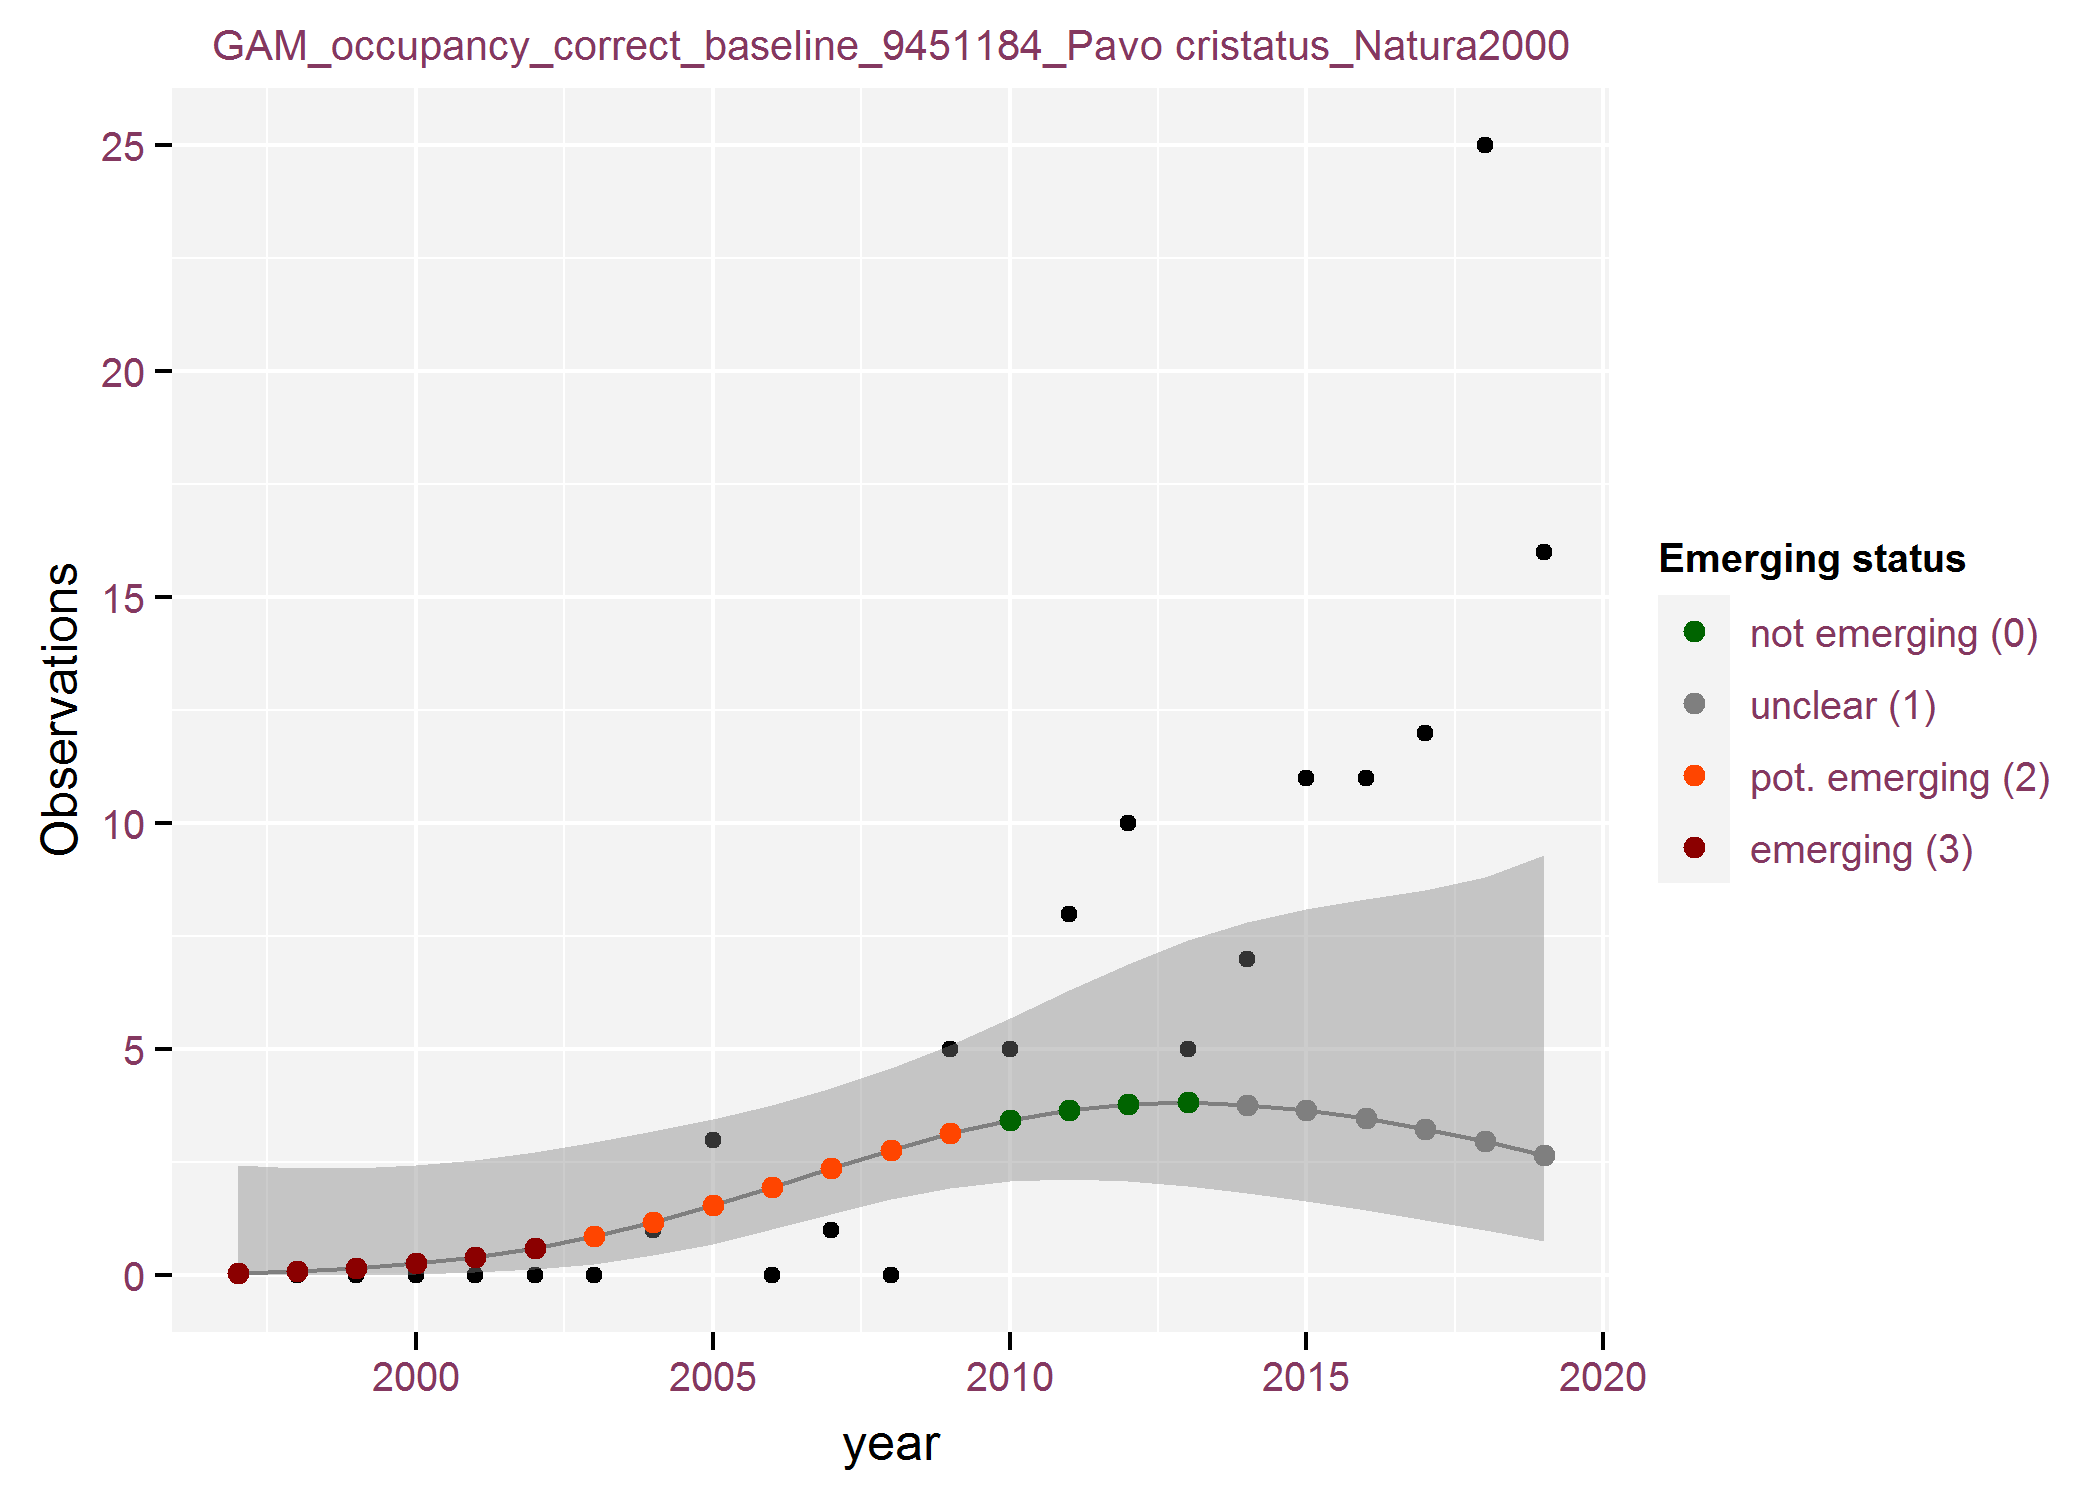 GAM_occupancy_correct_baseline_9451184_Pavo cristatus_Natura2000
25
20
15
10
5
0
Observations
2000 2005 2010 2015 2020
year
Emerging status
not emerging (0)
unclear (1)
pot. emerging (2)
emerging (3)